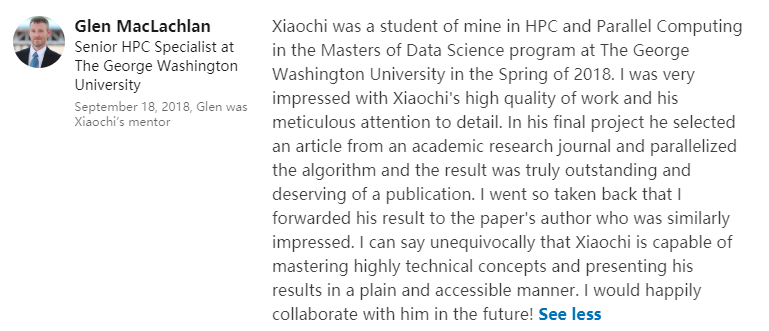 Glen MacLachlan
Senior HPC Specialist at
The George Washington
University
September 18, 2018, Glen was
Xiaochi's mentor
Xiaochi was a student of mine in HPC and Parallel Computing
in the Masters of Data Science program at The George
Washington University in the Spring of 2018. I was very
impressed with Xiaochi's high quality of work and his
meticulous attention to detail. In his final project he selected
an article from an academic research journal and parallelized
the algorithm and the result was truly outstanding and
deserving of a publication. I went so taken back that I
forwarded his result to the paper's author who was similarly
impressed. I can say unequivocally that Xiaochi is capable of
mastering highly technical concepts and presenting his
results in a plain and accessible manner. I would happily
collaborate with him in the future! See less